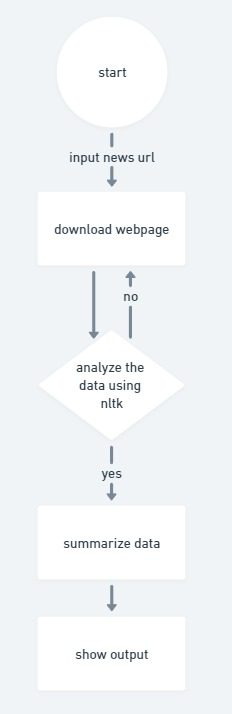 start
input news url
download webpage
no
analyze the
data using
nltk
yes
summarize data
show output